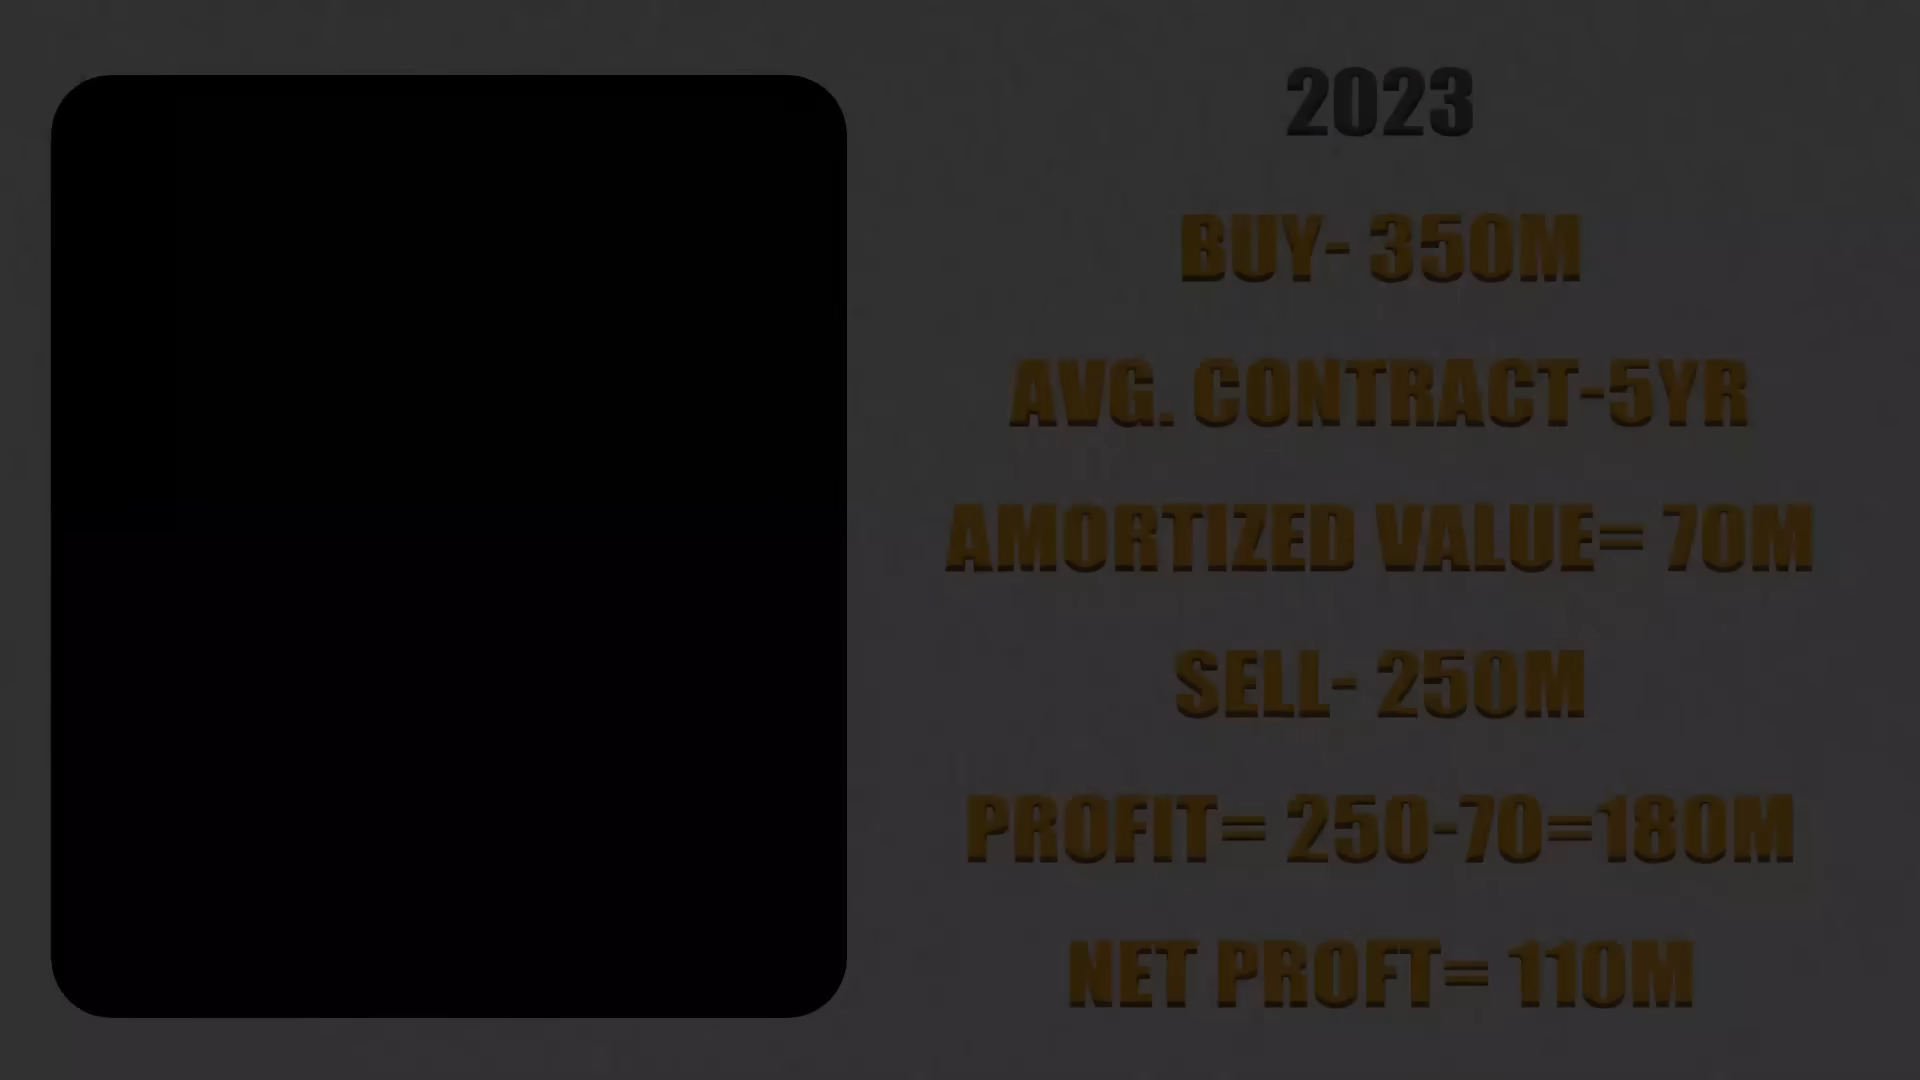 2023
BUY- 350M
AVG. CONTRACT-5YR
AMORTIZED VALUE= 70M
SELL- 250M
PROFIT= 250-70=180M
NET PROFT= 110M